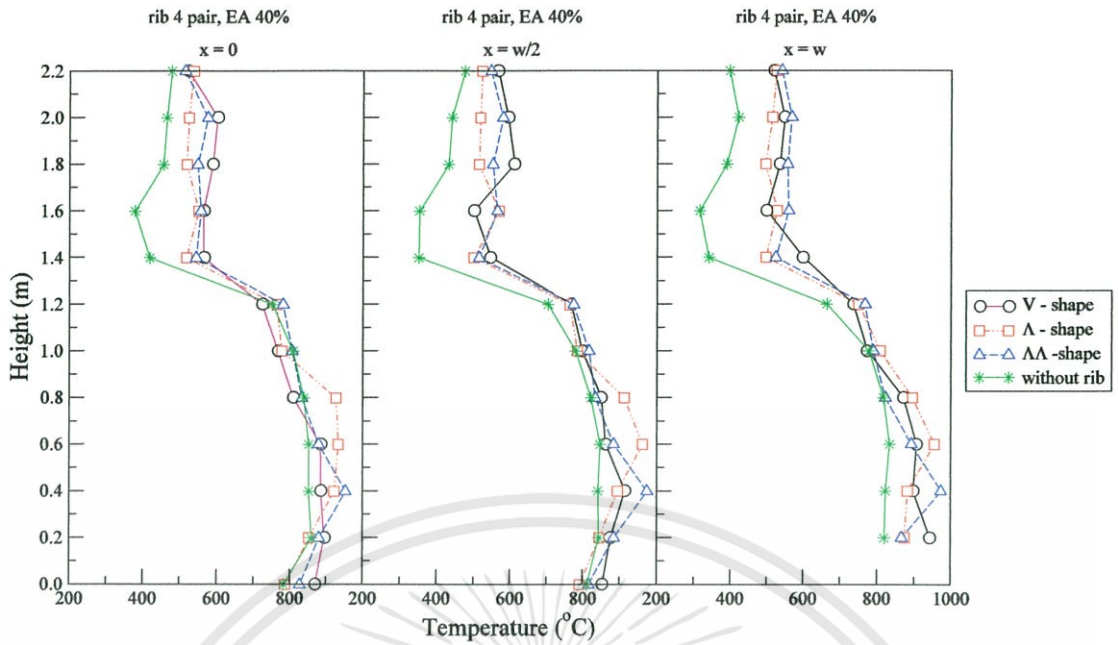 rib 4 pair, EA 40% rib 4 pair, EA 40% rib 4 pair, EA 40%
x = 0 x = w/2 x = w
2.2
2.0
1.8
1.6
1.4
1.2
1.0
0.8
0.6
0.4
0.2
0.0
Height (m)
200 400 600 800 200 400 600 800 200 400 600 800 1000
Temperature (°C)
V - shape
Λ - shape
ΛΛ -shape
without rib